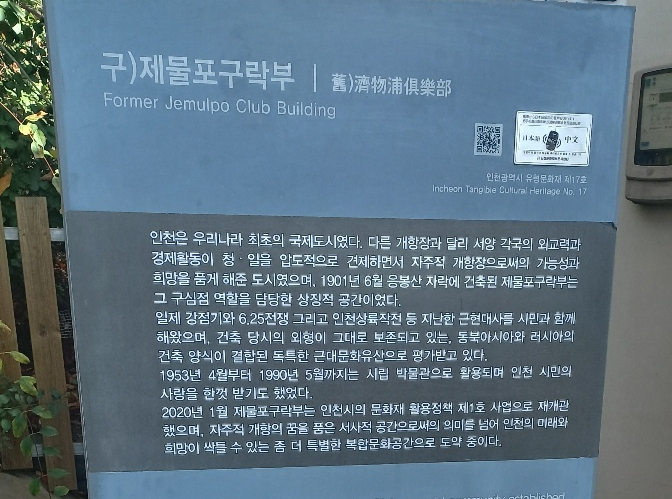 구)제물포구락부 | 舊)濟物浦俱樂部
Former Jemulpo Club Building
日本語 中文
인천광역시 유형문화재 제17호
Incheon Tangible Cultural Heritage No. 17
인천은 우리나라 최초의 국제도시였다. 다른 개항장과 달리 서양 각국의 외교력과
경제활동이 청·일을 압도적으로 견제하면서 자주적 개항장으로써의 가능성과
희망을 품게 해준 도시였으며, 1901년 6월 응봉산 자락에 건축된 제물포구락부는
그 구심점 역할을 담당한 상징적 공간이었다.
일제 강점기와 6.25전쟁 그리고 인천상륙작전 등 지난한 근현대사를 시민과 함께
해왔으며, 건축 당시의 외형이 그대로 보존되고 있는, 동북아시아와 러시아의
건축 양식이 결합된 독특한 근대문화유산으로 평가받고 있다.
1953년 4월부터 1990년 5월까지는 시립 박물관으로 활용되며 인천 시민의
사랑을 한껏 받기도 했었다.
2020년 1월 제물포구락부는 인천시의 문화재 활용정책 제1호 사업으로 재개관
했으며, 자주적 개항의 꿈을 품은 서사적 공간으로써의 의미를 넘어 인천의 미래와
희망이 싹틀 수 있는 좀 더 특별한 복합문화공간으로 도약 중이다.
community established